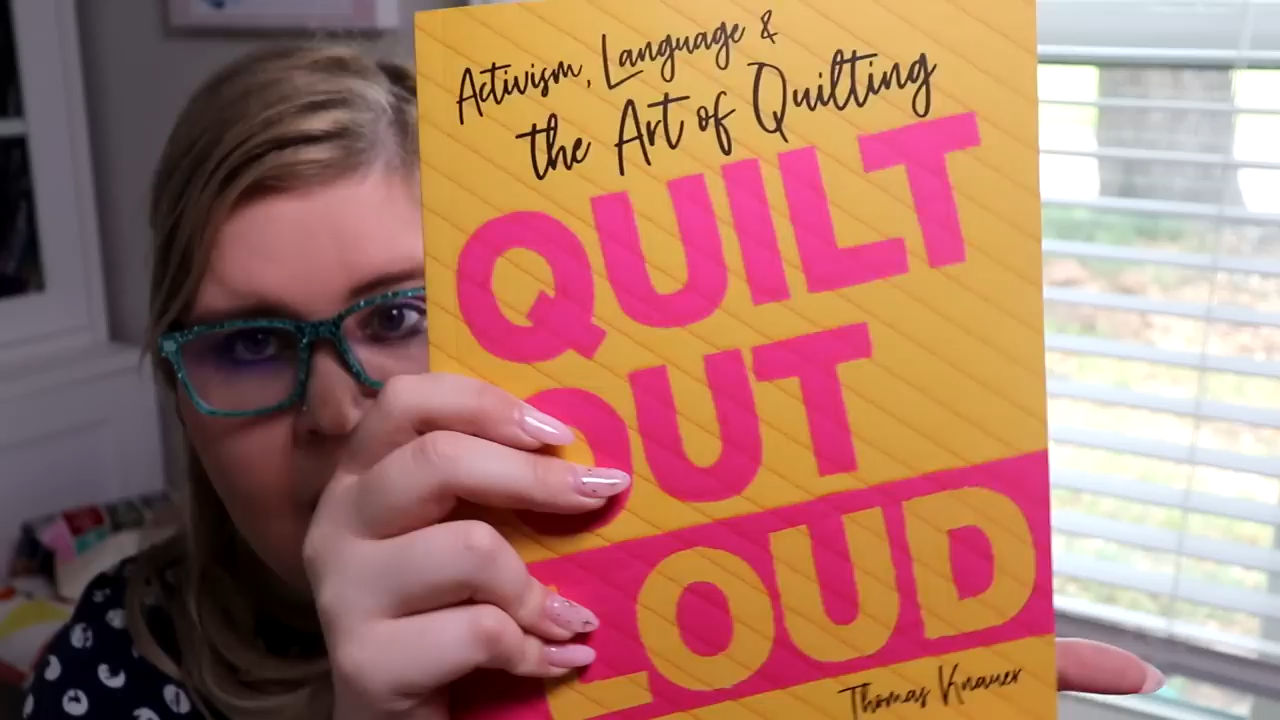 Activism, Language &
the Art of Quilting
QUILT
OUT
LOUD
Thomas Knauer